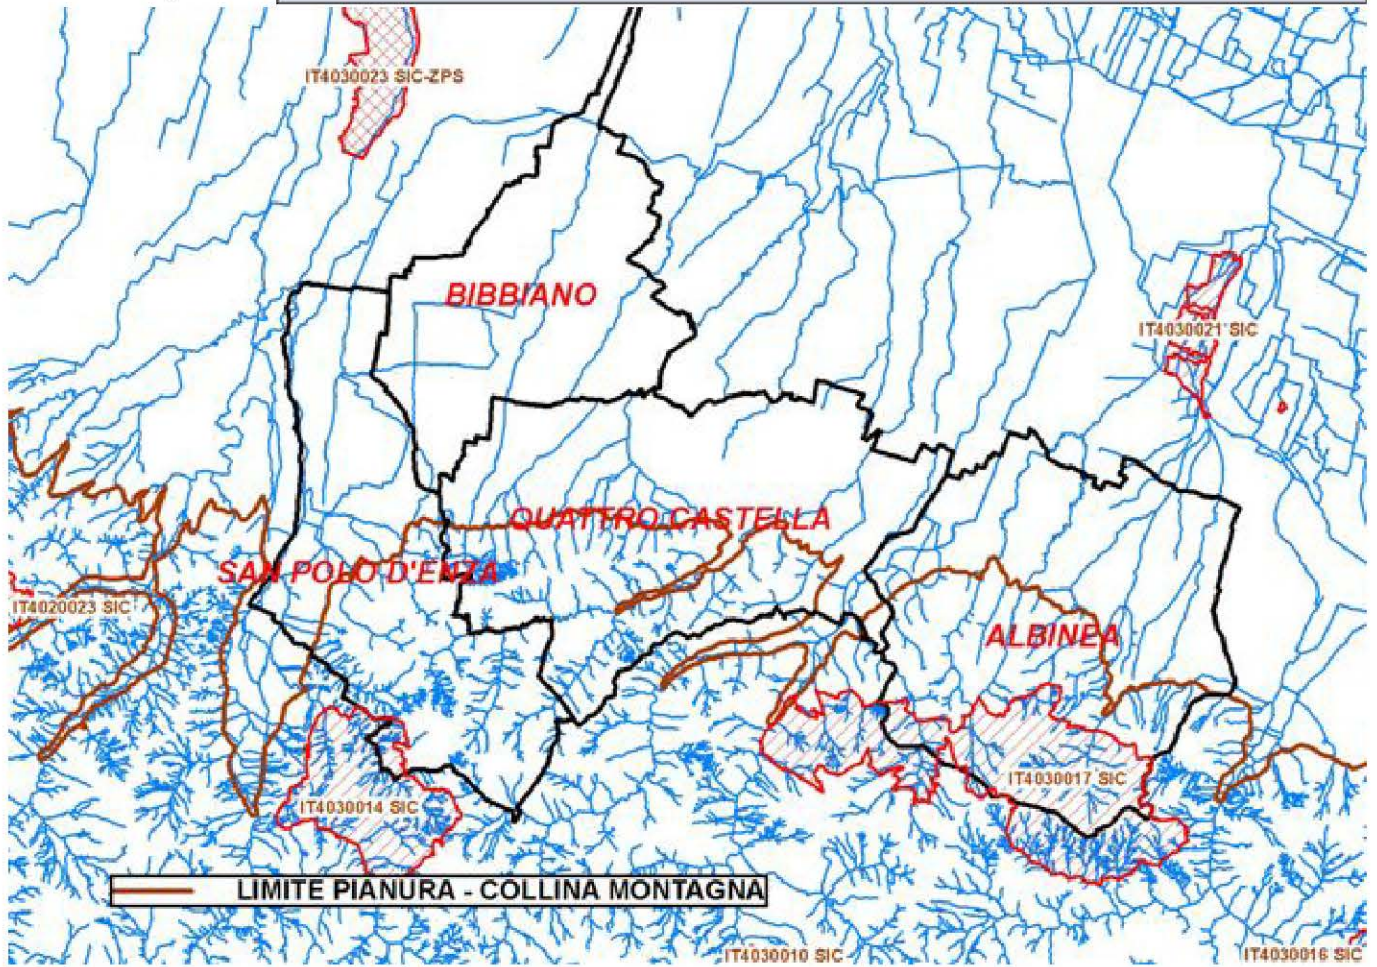 IT4030023 SIC-ZPS
BIBBIANO
IT4030021 SIC
QUATTRO CASTELLA
SAN POLO D'ENZA
IT4020023 SIC
ALBINEA
IT4030017 SIC
IT4030014 SIC
LIMITE PIANURA - COLLINA MONTAGNA
IT4030010 SIC
IT4030016 SIC